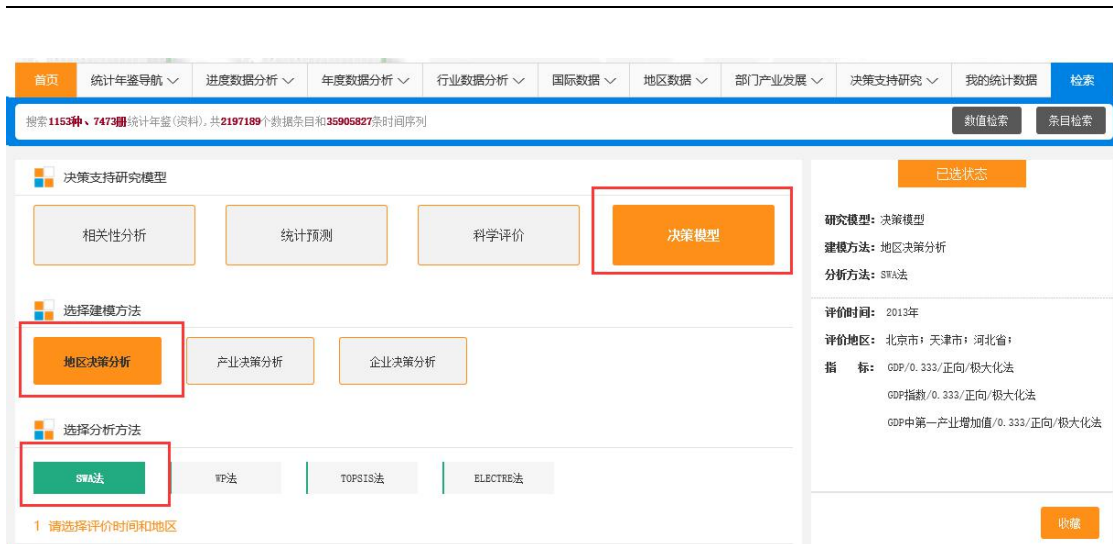 首页 统计年鉴导航 进度数据分析 年度数据分析 行业数据分析 国际数据 地区数据 部门产业发展 决策支持研究 我的统计数据 检索
搜索1153种、7473册统计年鉴(资料)。共2197189个数据条目和35905827条时间序列 数值检索 条目检索
决策支持研究模型
相关性分析 统计预测 科学评价 决策模型
选择建模方法
地区决策分析 产业决策分析 企业决策分析
选择分析方法
SWA法 WP法 TOPSIS法 ELECTRE法
1 请选择评价时间和地区
已选状态
研究模型：决策模型
建模方法：地区决策分析
分析方法：SWA法
评价时间： 2013年
评价地区： 北京市；天津市；河北省；
指 标： GDP/0.333/正向/极大化法
GDP指数/0.333/正向/极大化法
GDP中第一产业增加值/0.333/正向/极大化法
收藏